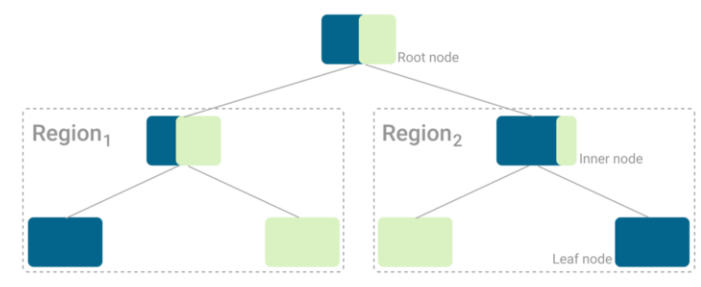 Root node
Region₁
Region₂
Inner node
Leaf node